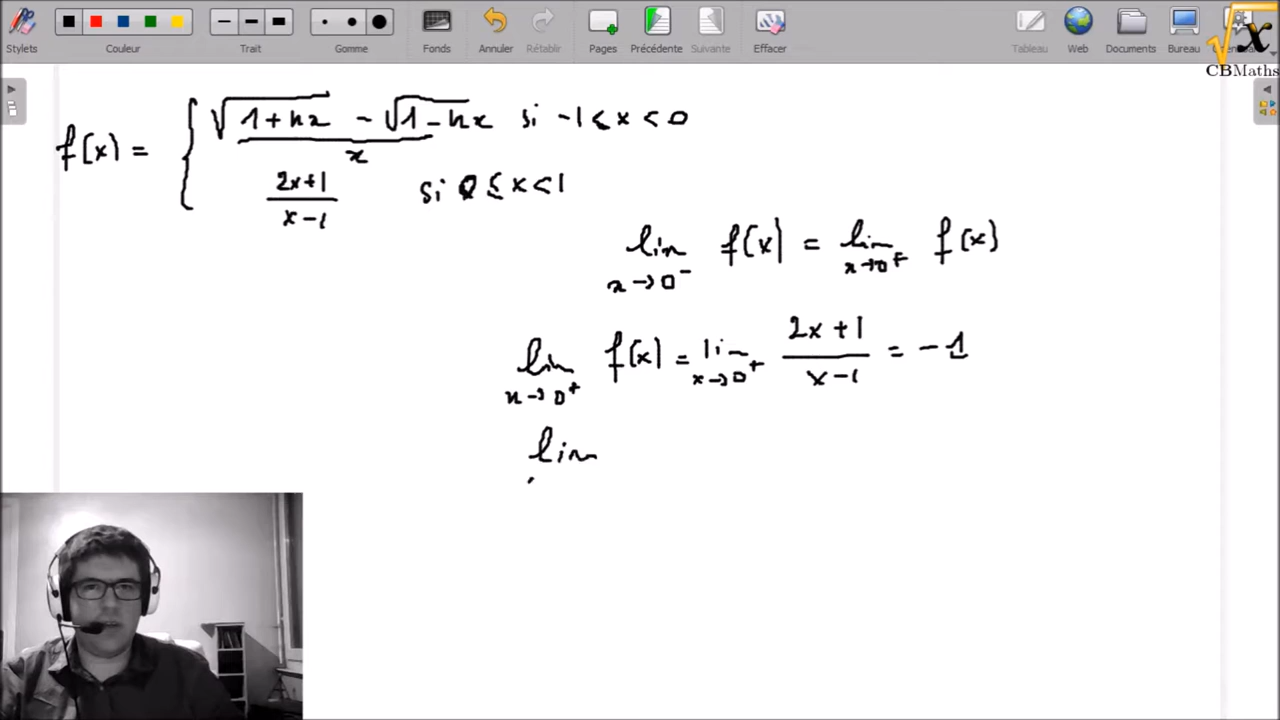 Stylets Couleur Trait Gomme Fonds Annuler Rétablir Pages Précédente Suivante Effacer Tableau Web Documents Bureau
CBMaths
f(x) = { (√(1+hx) - √(1-hx)) / x si -1 ≤ x < 0
(2x+1) / (x-1) si 0 ≤ x < 1
lim x→0⁻ f(x) = lim x→0⁺ f(x)
lim x→0⁺ f(x) = lim x→0⁺ (2x+1) / (x-1) = -1
lim